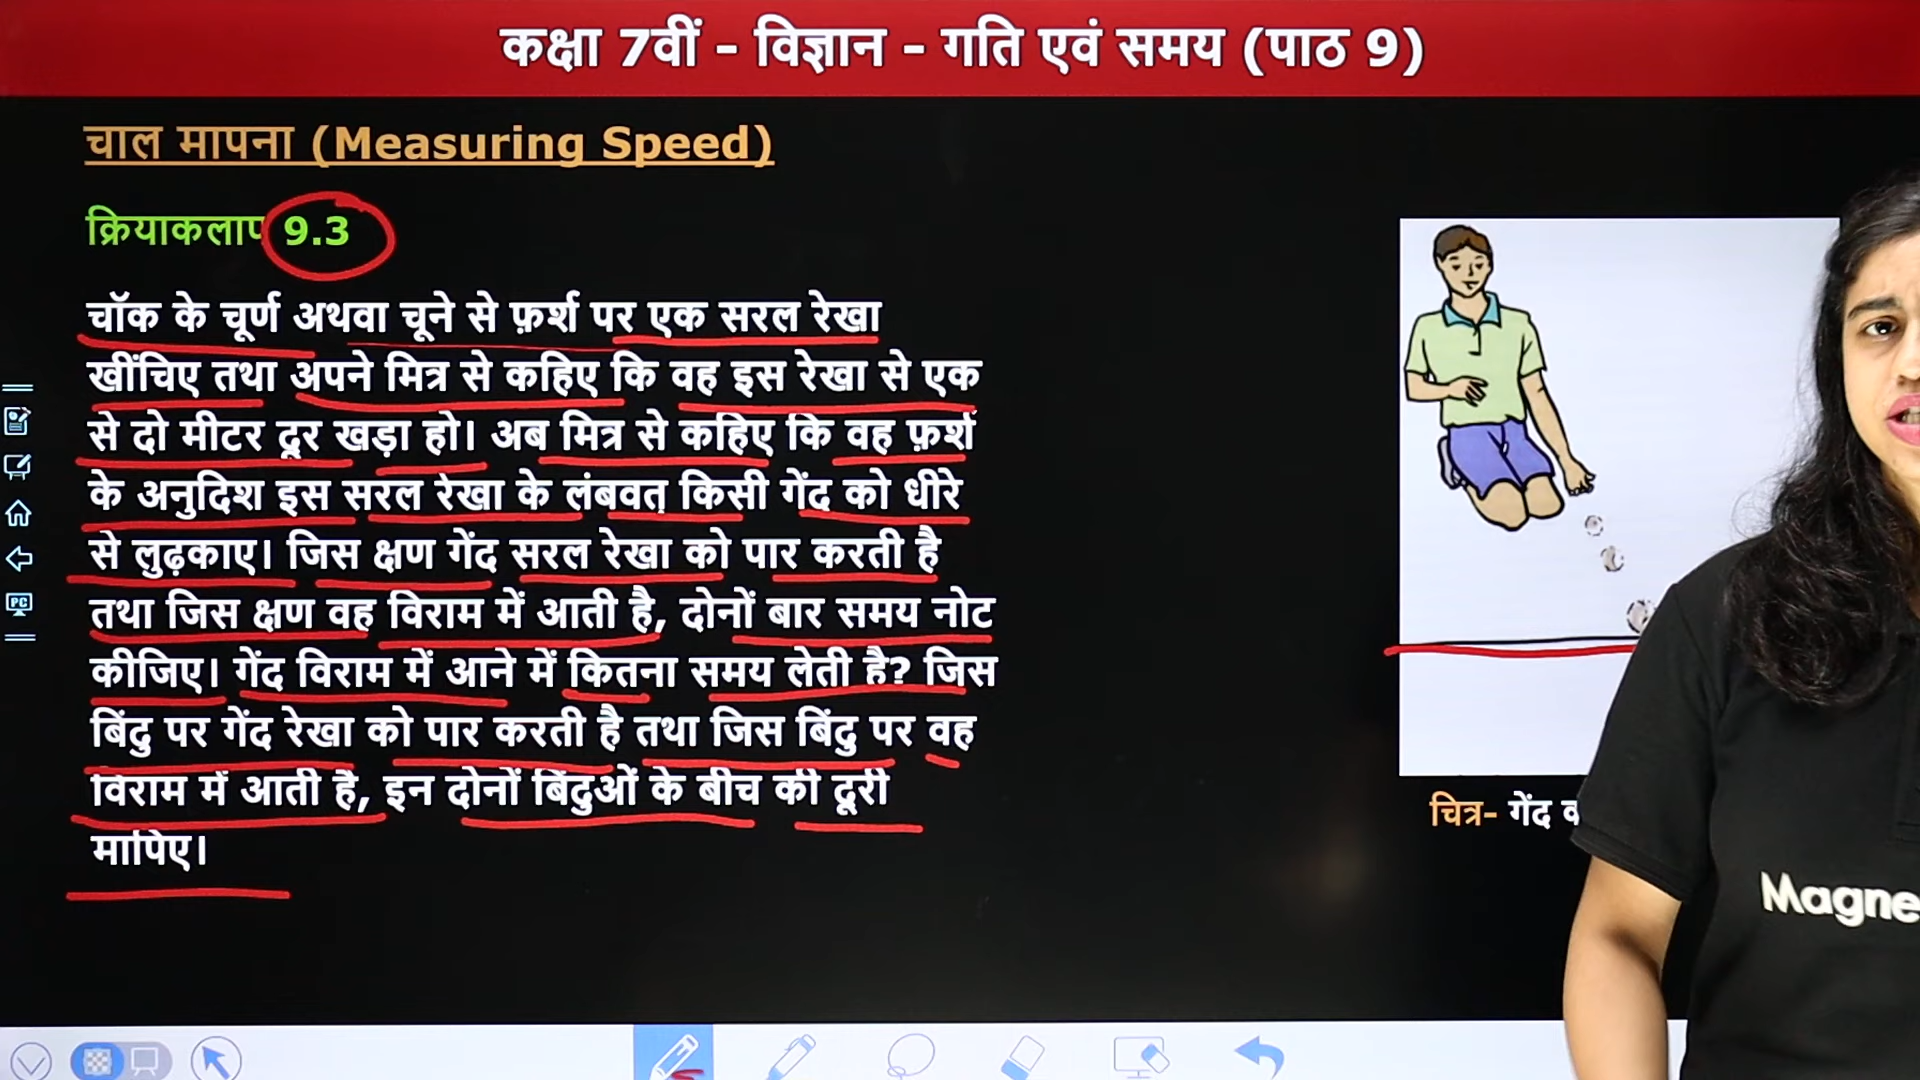 कक्षा 7वीं - विज्ञान - गति एवं समय (पाठ 9)
चाल मापना (Measuring Speed)
क्रियाकलाप 9.3
चॉक के चूर्ण अथवा चूने से फ़र्श पर एक सरल रेखा
खींचिए तथा अपने मित्र से कहिए कि वह इस रेखा से एक
से दो मीटर दूर खड़ा हो। अब मित्र से कहिए कि वह फ़र्श
के अनुदिश इस सरल रेखा के लंबवत् किसी गेंद को धीरे
से लुढ़काए। जिस क्षण गेंद सरल रेखा को पार करती है
तथा जिस क्षण वह विराम में आती है, दोनों बार समय नोट
कीजिए। गेंद विराम में आने में कितना समय लेती है? जिस
बिंदु पर गेंद रेखा को पार करती है तथा जिस बिंदु पर वह
विराम में आती है, इन दोनों बिंदुओं के बीच की दूरी
मापिए।
चित्र- गेंद
Magne
PC